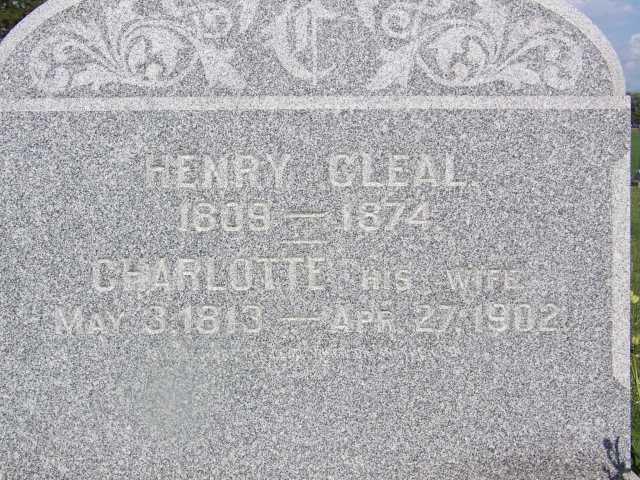 C
HENRY CLEAL.
1809 — 1874.
CHARLOTTE HIS WIFE
MAY 3, 1813 — APR. 27, 1902.